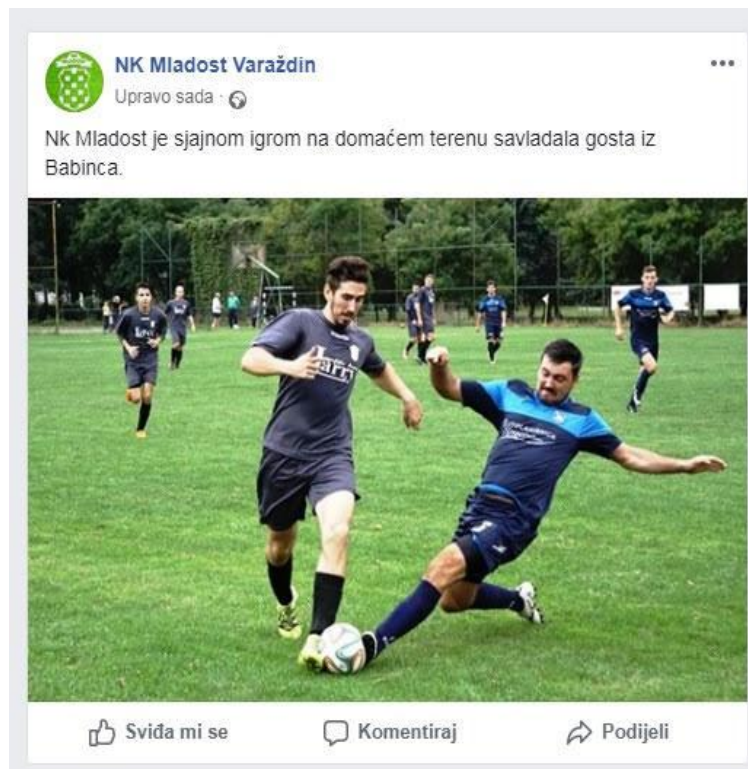 NK Mladost Varaždin
Upravo sada ·
Nk Mladost je sjajnom igrom na domaćem terenu savladala gosta iz
Babinca.
Sviđa mi se
Komentiraj
Podijeli